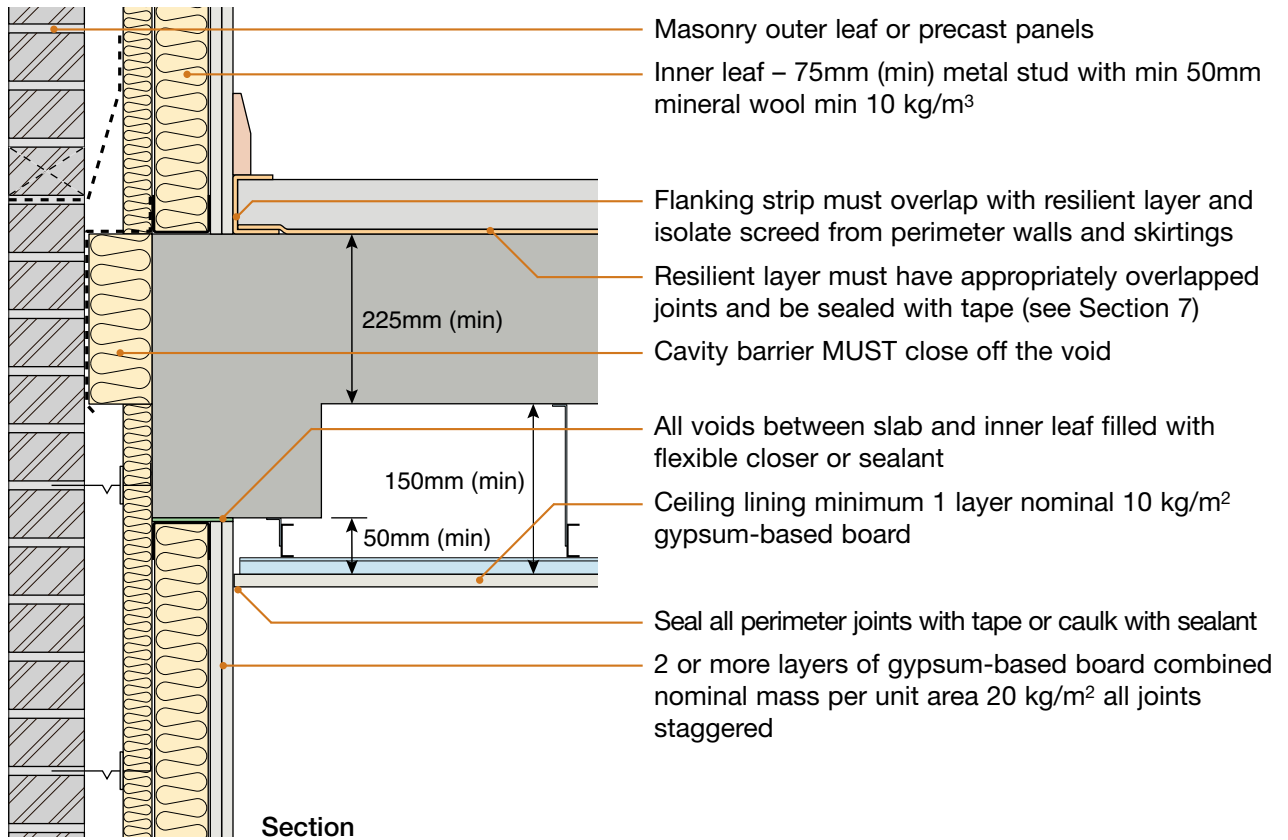 Masonry outer leaf or precast panels
Inner leaf – 75mm (min) metal stud with min 50mm
mineral wool min 10 kg/m³
Flanking strip must overlap with resilient layer and
isolate screed from perimeter walls and skirtings
Resilient layer must have appropriately overlapped
joints and be sealed with tape (see Section 7)
225mm (min)
Cavity barrier MUST close off the void
All voids between slab and inner leaf filled with
flexible closer or sealant
150mm (min)
Ceiling lining minimum 1 layer nominal 10 kg/m²
gypsum-based board
50mm (min)
Seal all perimeter joints with tape or caulk with sealant
2 or more layers of gypsum-based board combined
nominal mass per unit area 20 kg/m² all joints
staggered
Section